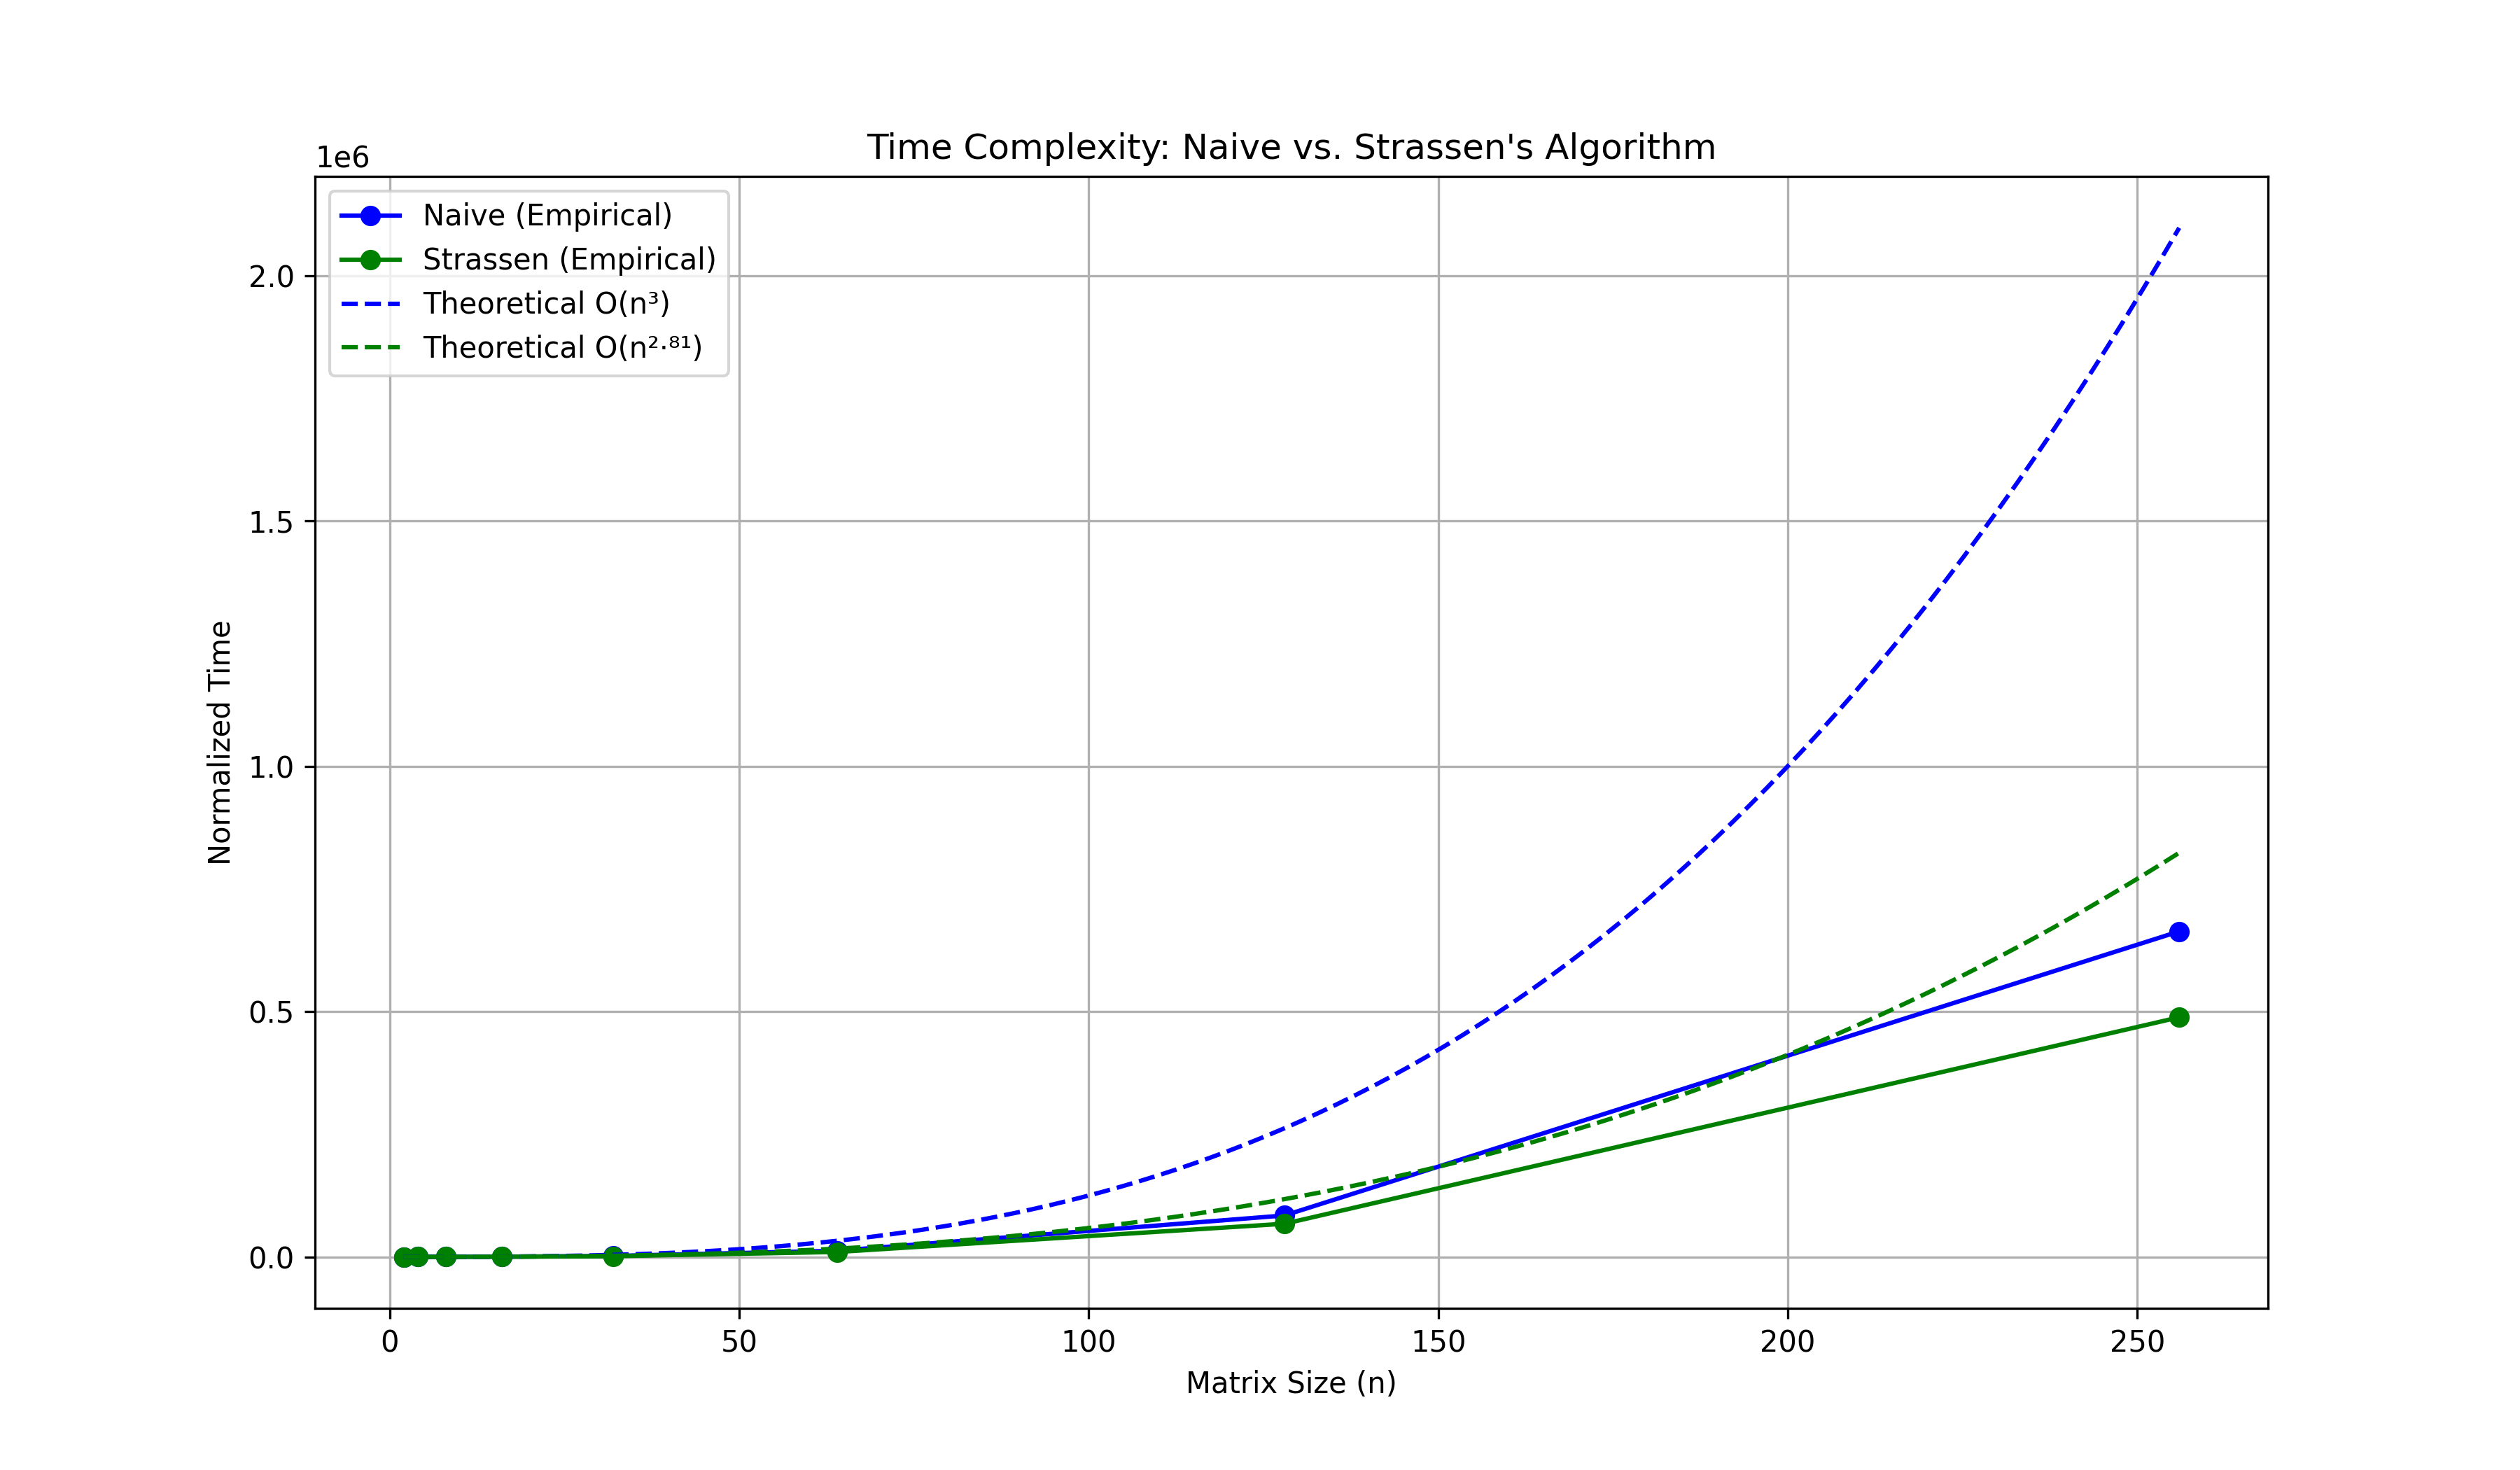 Time Complexity: Naive vs. Strassen's Algorithm
1e6
Naive (Empirical)
Strassen (Empirical)
Theoretical O(n³)
Theoretical O(n²·⁸¹)
2.0
1.5
1.0
0.5
0.0
Normalized Time
0 50 100 150 200 250
Matrix Size (n)